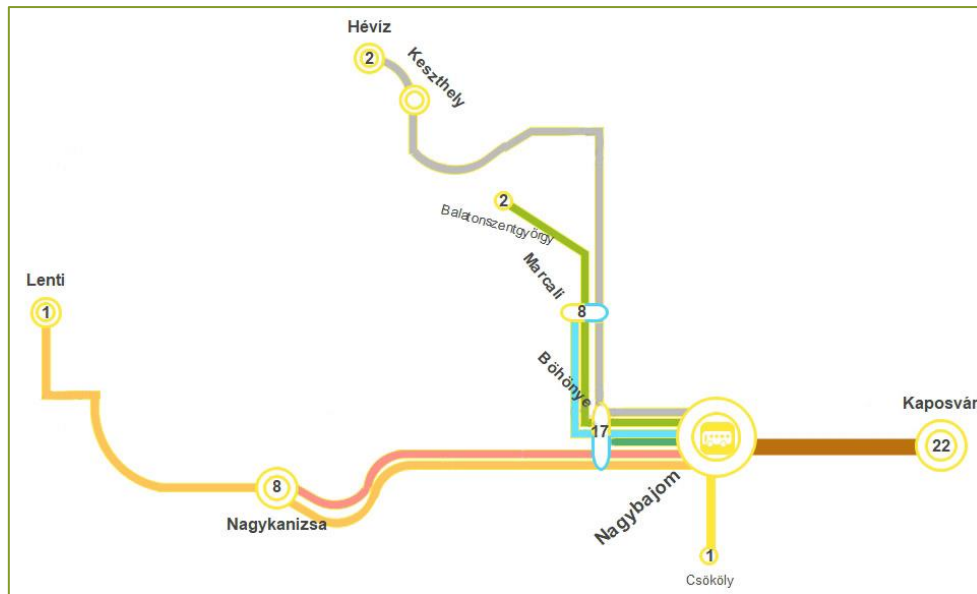 Hévíz
2
Keszthely
2
Balatonszentgyörgy
Marcali
8
Lenti
1
Böhönye
17
Kaposvár
22
8
Nagykanizsa
Nagybajom
1
Csököly